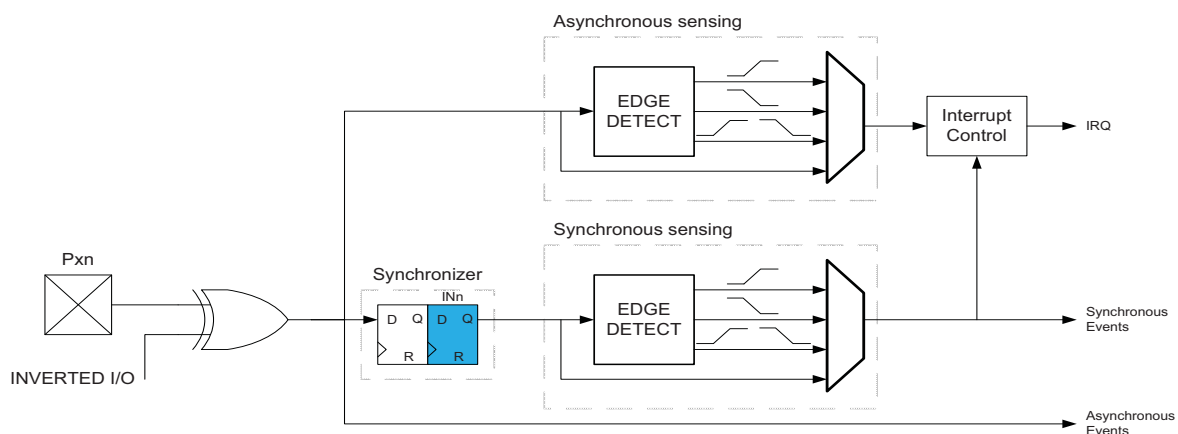 Asynchronous sensing
EDGE
DETECT
Interrupt
Control
IRQ
Synchronous sensing
Pxn
Synchronizer
INn
D Q D Q
R R
EDGE
DETECT
Synchronous
Events
INVERTED I/O
Asynchronous
Events